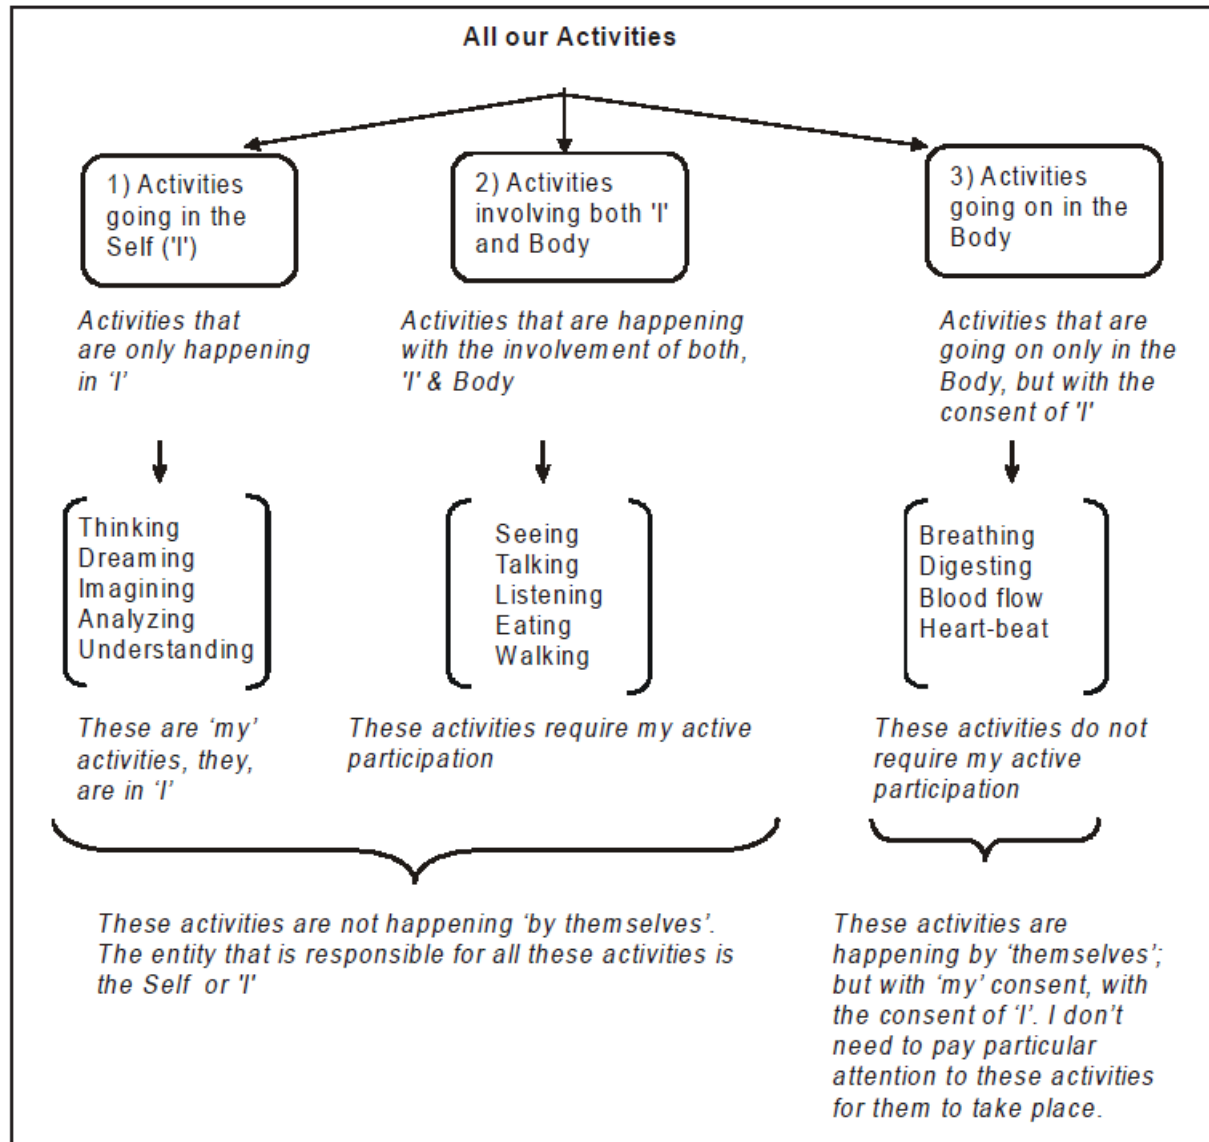 All our Activities
1) Activities
going in the
Self ('I')
2) Activities
involving both 'I'
and Body
3) Activities
going on in the
Body
Activities that
are only happening
in ‘I’
Activities that are happening
with the involvement of both,
'I' & Body
Activities that are
going on only in the
Body, but with the
consent of 'I'
Thinking
Dreaming
Imagining
Analyzing
Understanding
Seeing
Talking
Listening
Eating
Walking
Breathing
Digesting
Blood flow
Heart-beat
These are ‘my’
activities, they,
are in ‘I’
These activities require my active
participation
These activities do not
require my active
participation
These activities are not happening ‘by themselves’.
The entity that is responsible for all these activities is
the Self or 'I'
These activities are
happening by ‘themselves’;
but with ‘my’ consent, with
the consent of ‘I’. I don’t
need to pay particular
attention to these activities
for them to take place.